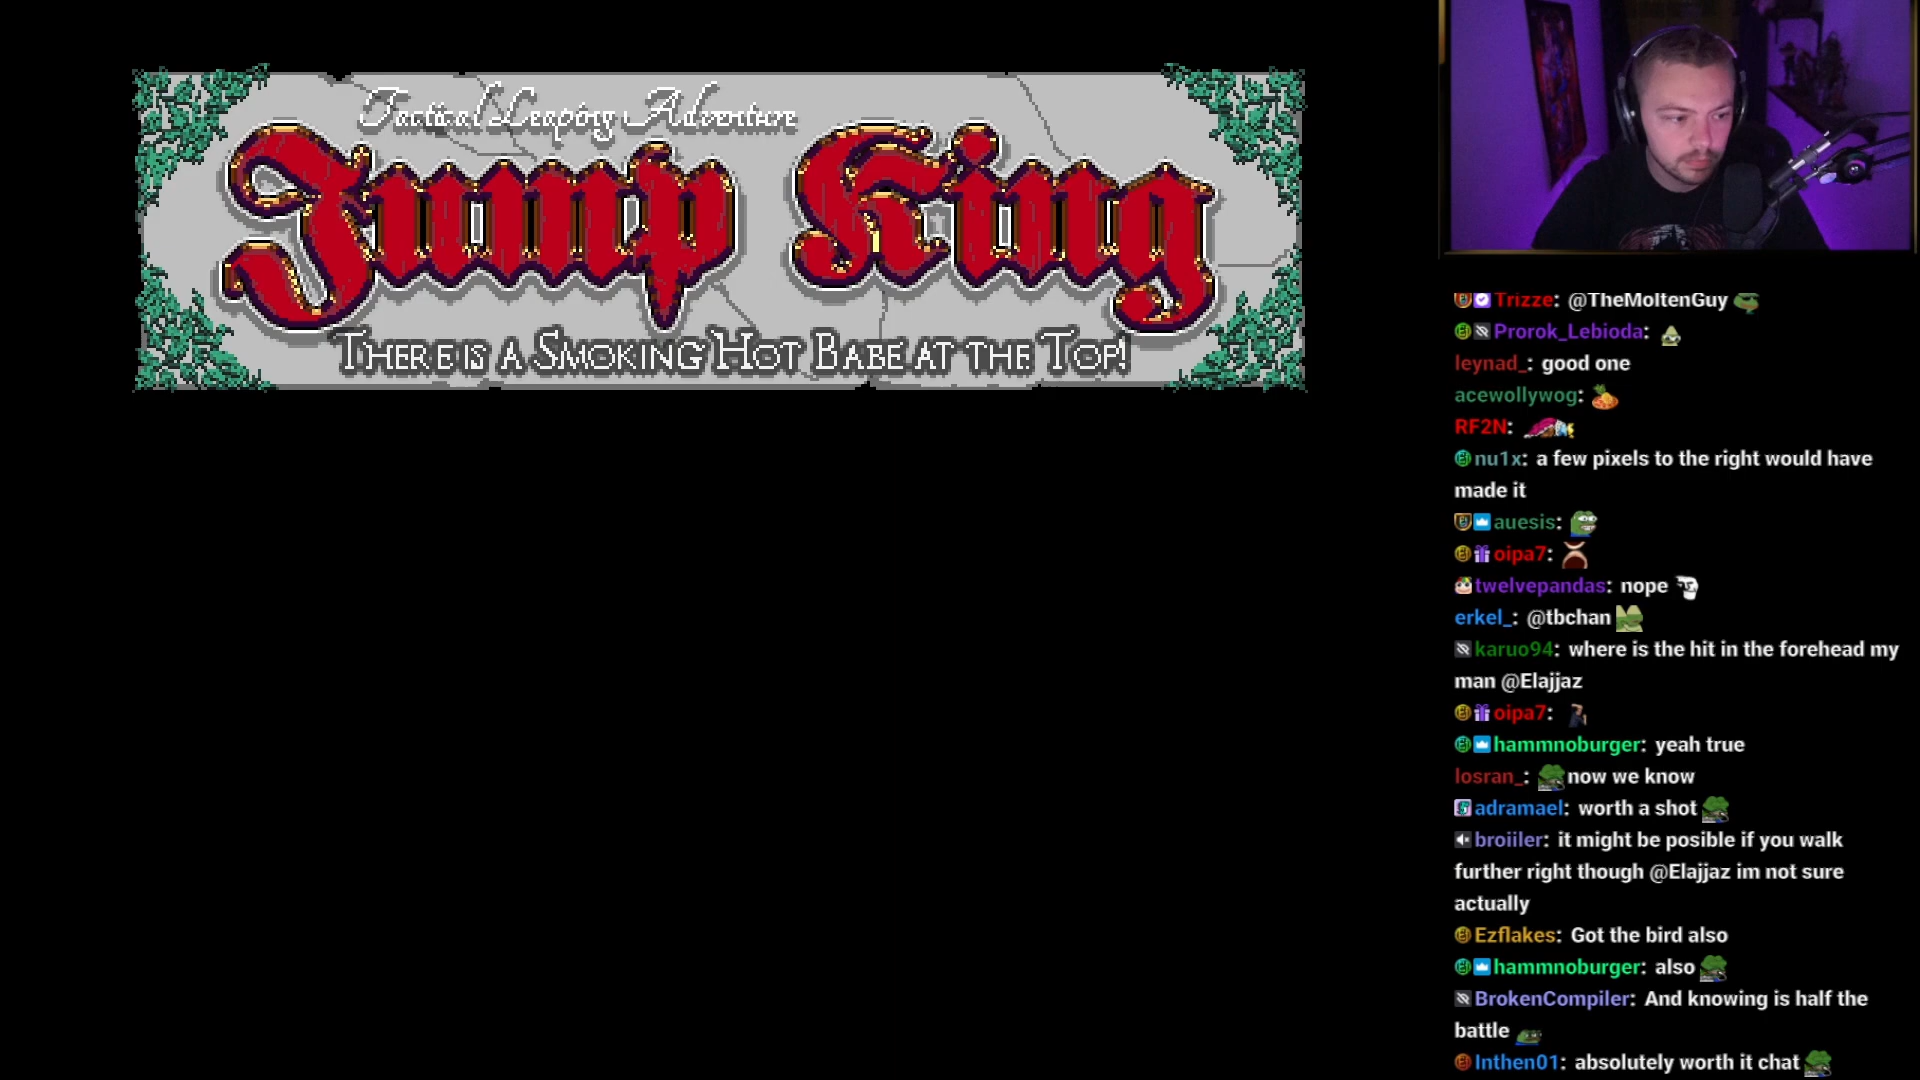 Tactical Leaping Adventure
Jump King
There is a Smoking Hot Babe at the Top!
Trizze: @TheMoltenGuy
Prorok_Lebioda:
leynad_: good one
acewollywog:
RF2N:
nu1x: a few pixels to the right would have
made it
auesis:
oipa7:
twelvepandas: nope
erkel_: @tbchan
karuo94: where is the hit in the forehead my
man @Elajjaz
oipa7:
hammnoburger: yeah true
losran_: now we know
adramael: worth a shot
broiiler: it might be posible if you walk
further right though @Elajjaz im not sure
actually
Ezflakes: Got the bird also
hammnoburger: also
BrokenCompiler: And knowing is half the
battle
Inthen01: absolutely worth it chat